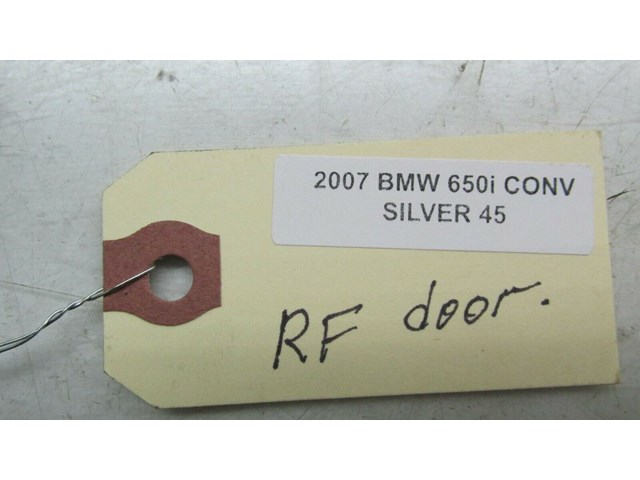 2007 BMW 650i CONV
SILVER 45
RF door.